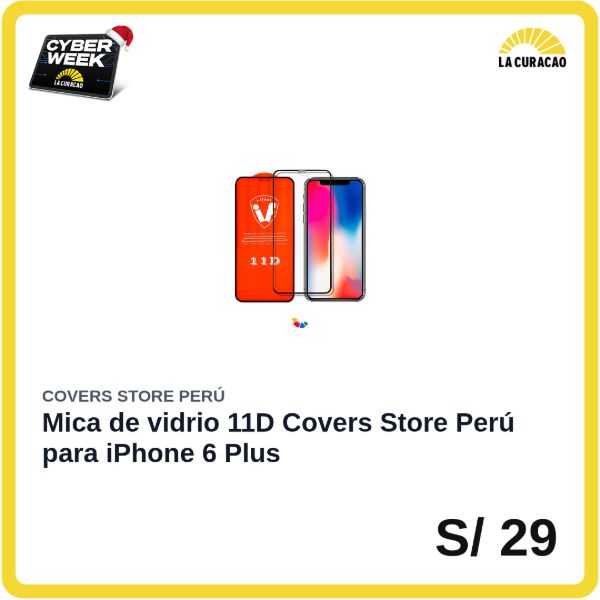 CYBER
WEEK
LA CURACAO
LA CURACAO
11D
COVERS STORE PERÚ
Mica de vidrio 11D Covers Store Perú
para iPhone 6 Plus
S/ 29